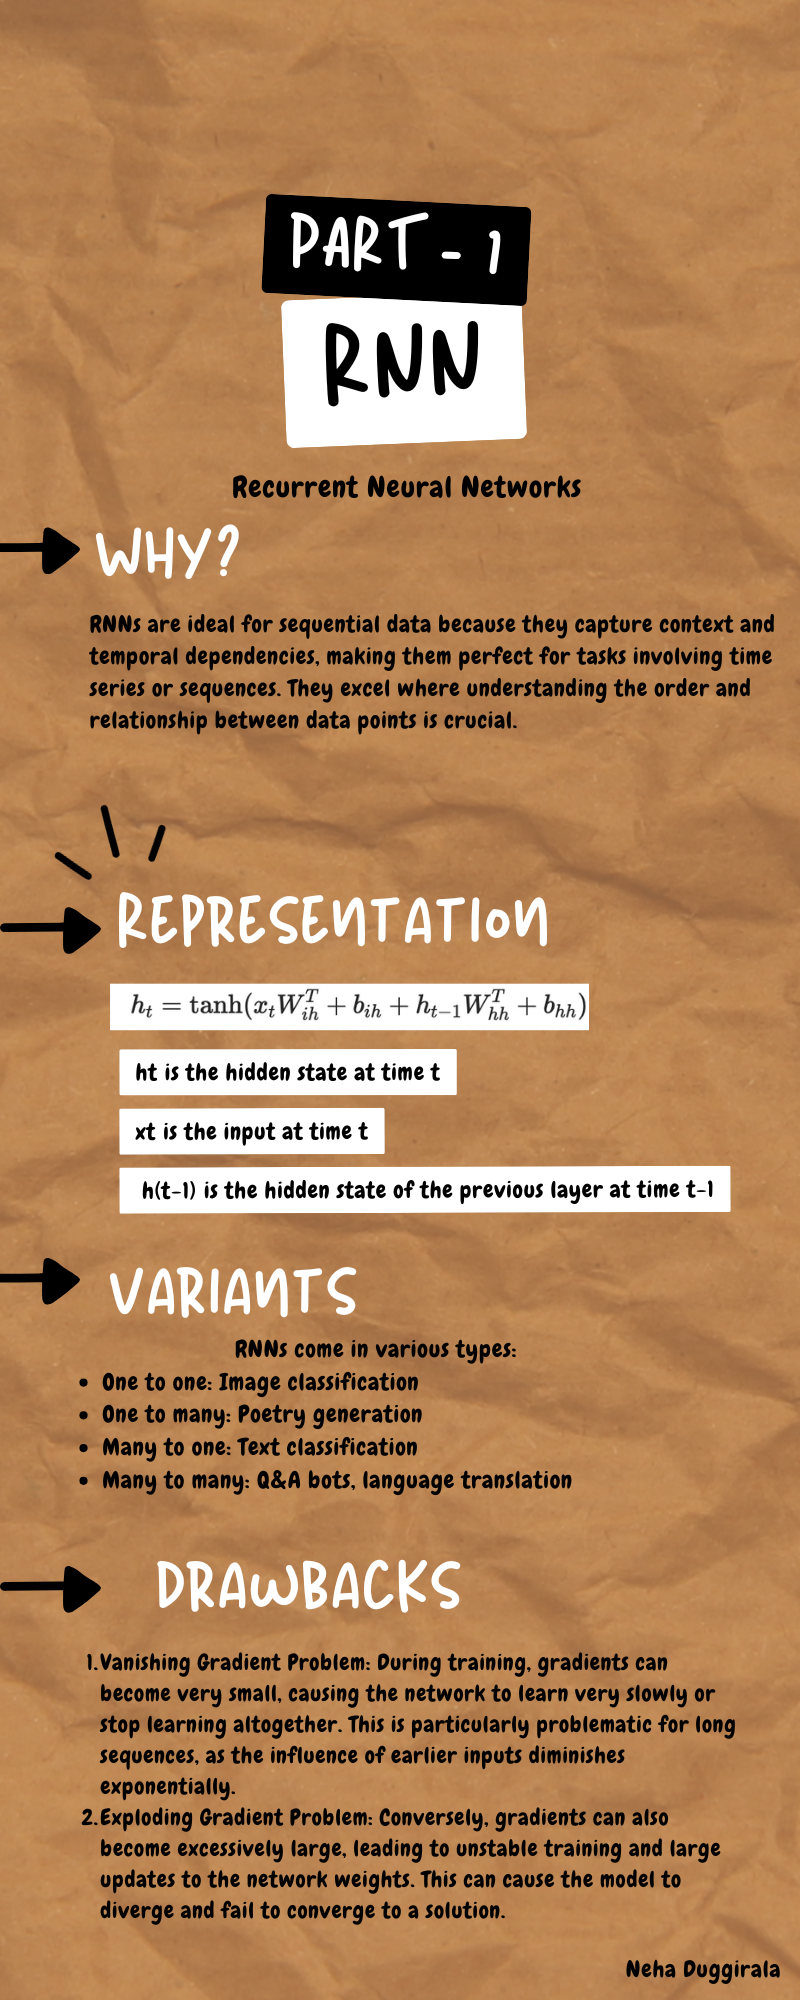 PART - 1
RNN
Recurrent Neural Networks
WHY?
RNNs are ideal for sequential data because they capture context and
temporal dependencies, making them perfect for tasks involving time
series or sequences. They excel where understanding the order and
relationship between data points is crucial.
REPRESENTATION
h_t = tanh(x_t W_{ih}^T + b_{ih} + h_{t-1} W_{hh}^T + b_{hh})
ht is the hidden state at time t
xt is the input at time t
h(t-1) is the hidden state of the previous layer at time t-1
VARIANTS
RNNs come in various types:
• One to one: Image classification
• One to many: Poetry generation
• Many to one: Text classification
• Many to many: Q&A bots, language translation
DRAWBACKS
1. Vanishing Gradient Problem: During training, gradients can
become very small, causing the network to learn very slowly or
stop learning altogether. This is particularly problematic for long
sequences, as the influence of earlier inputs diminishes
exponentially.
2. Exploding Gradient Problem: Conversely, gradients can also
become excessively large, leading to unstable training and large
updates to the network weights. This can cause the model to
diverge and fail to converge to a solution.
Neha Duggirala